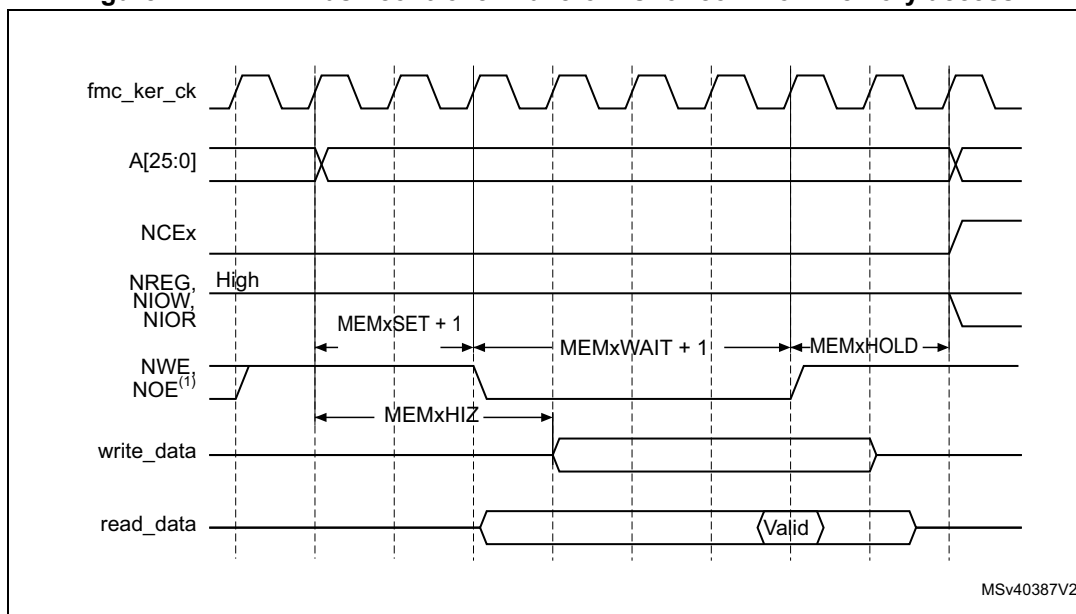 fmc_ker_ck
A[25:0]
NCEx
NREG, High
NIOW,
NIOR
MEMxSET + 1
MEMxWAIT + 1
MEMxHOLD
NWE,
NOE(1)
MEMxHIZ
write_data
read_data
Valid
MSv40387V2